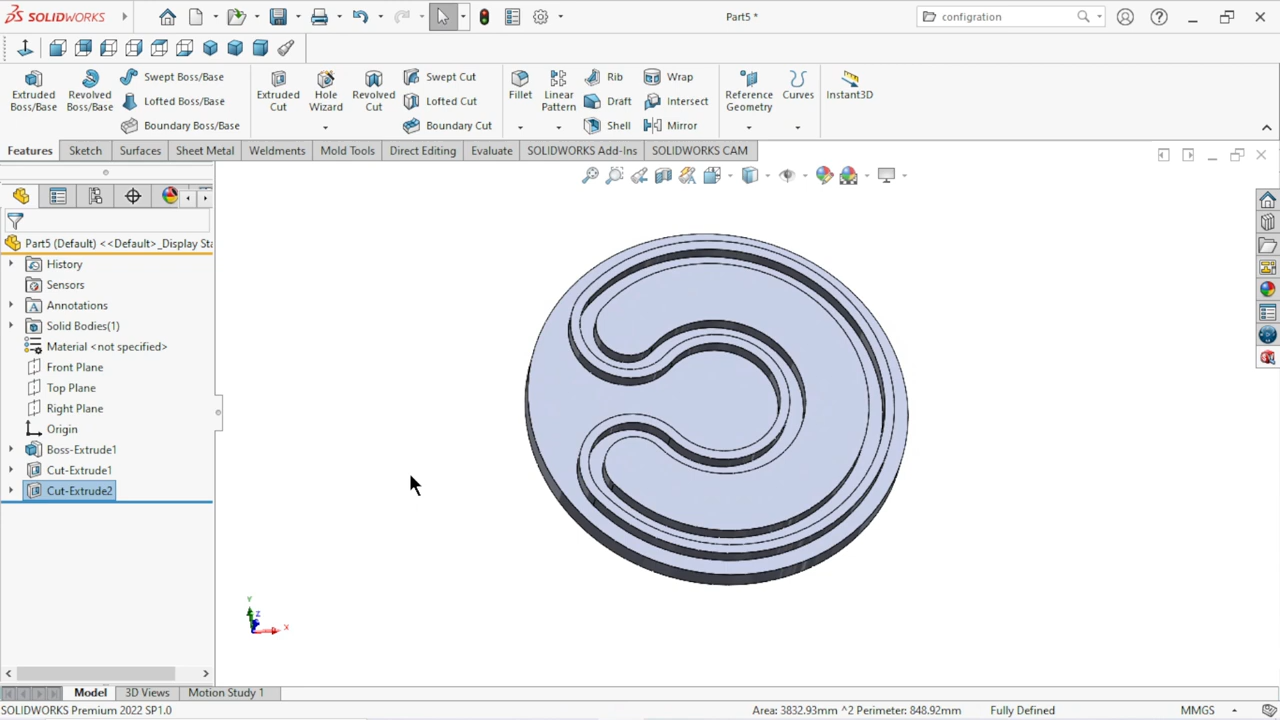 SOLIDWORKS
Part5 *
configration
Extruded Boss/Base
Revolved Boss/Base
Swept Boss/Base
Lofted Boss/Base
Boundary Boss/Base
Extruded Cut
Hole Wizard
Revolved Cut
Swept Cut
Lofted Cut
Boundary Cut
Fillet
Linear Pattern
Rib
Draft
Shell
Wrap
Intersect
Mirror
Reference Geometry
Curves
Instant3D
Features
Sketch
Surfaces
Sheet Metal
Weldments
Mold Tools
Direct Editing
Evaluate
SOLIDWORKS Add-Ins
SOLIDWORKS CAM
Part5 (Default) <<Default>_Display Sta
History
Sensors
Annotations
Solid Bodies(1)
Material <not specified>
Front Plane
Top Plane
Right Plane
Origin
Boss-Extrude1
Cut-Extrude1
Cut-Extrude2
Y
Z
X
Model
3D Views
Motion Study 1
SOLIDWORKS Premium 2022 SP1.0
Area: 3832.93mm ^2 Perimeter: 848.92mm
Fully Defined
MMGS